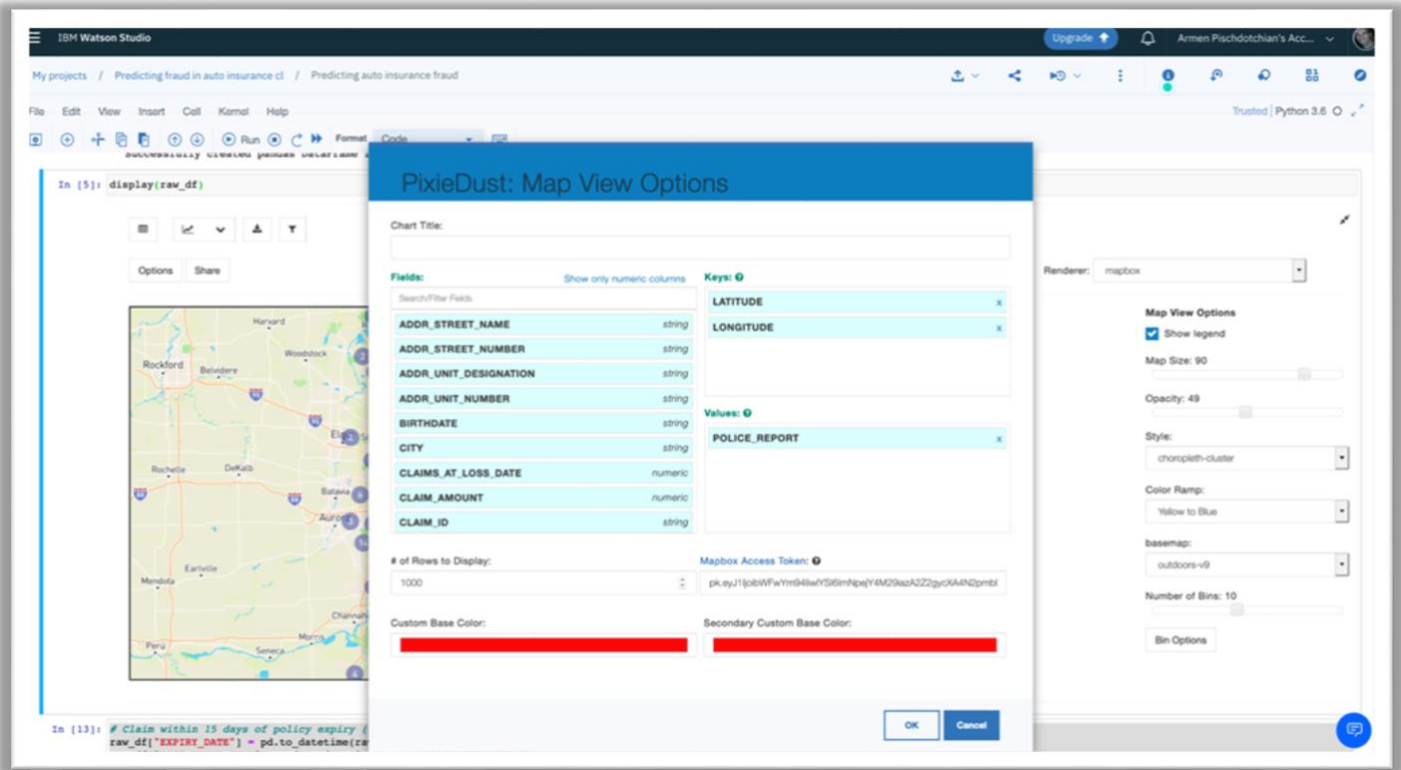 IBM Watson Studio
Upgrade
Armen Pischdotchian's Acc...
My projects / Predicting fraud in auto insurance cl / Predicting auto insurance fraud
File Edit View Insert Cell Kernel Help
Trusted | Python 3.6
Run Format Code
Successfully created pandas DataFrame
In [5]: display(raw_df)
PixieDust: Map View Options
Chart Title:
Options Share
Renderer: mapbox
Fields: Show only numeric columns
Search/Filter Fields
ADDR_STREET_NAME string
ADDR_STREET_NUMBER string
ADDR_UNIT_DESIGNATION string
ADDR_UNIT_NUMBER string
BIRTHDATE string
CITY string
CLAIMS_AT_LOSS_DATE numeric
CLAIM_AMOUNT numeric
CLAIM_ID string
Keys:
LATITUDE x
LONGITUDE x
Values:
POLICE_REPORT x
# of Rows to Display:
1000
Mapbox Access Token:
Custom Base Color:
Secondary Custom Base Color:
OK Cancel
Map View Options
Show legend
Map Size: 90
Opacity: 49
Style:
choropleth-cluster
Color Ramp:
Yellow to Blue
basemap:
outdoors-v9
Number of Bins: 10
Bin Options
Harvard
Woodstock
Rockford
Belvidere
Rochelle
DeKalb
Batavia
Earlville
Mendota
Channah
Morris
Peru
Seneca
In [13]: # Claim within 15 days of policy expiry (
raw_df["EXPIRY_DATE"] = pd.to_datetime(ra